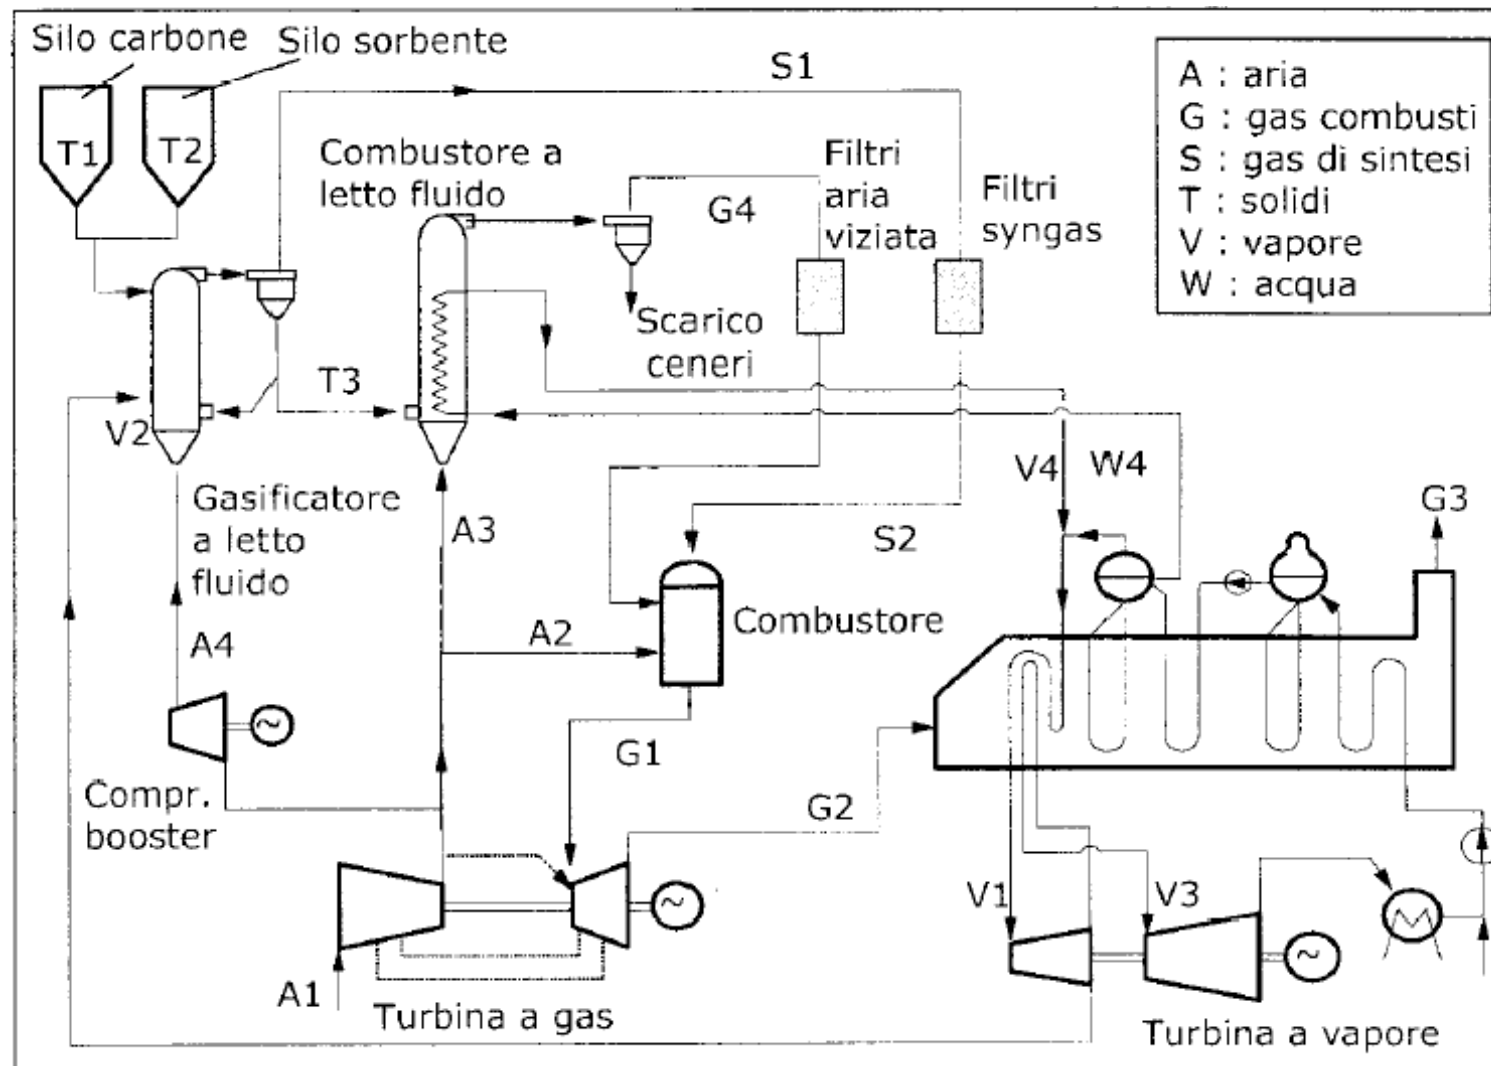 Silo carbone
Silo sorbente
T1
T2
S1
A : aria
G : gas combusti
S : gas di sintesi
T : solidi
V : vapore
W : acqua
Combustore a
letto fluido
G4
Filtri
aria
viziata
Filtri
syngas
Scarico
ceneri
T3
V2
Gasificatore
a letto
fluido
A3
V4
W4
S2
G3
A4
A2
Combustore
G1
G2
Compr.
booster
~
~
V1
V3
~
A1
Turbina a gas
Turbina a vapore